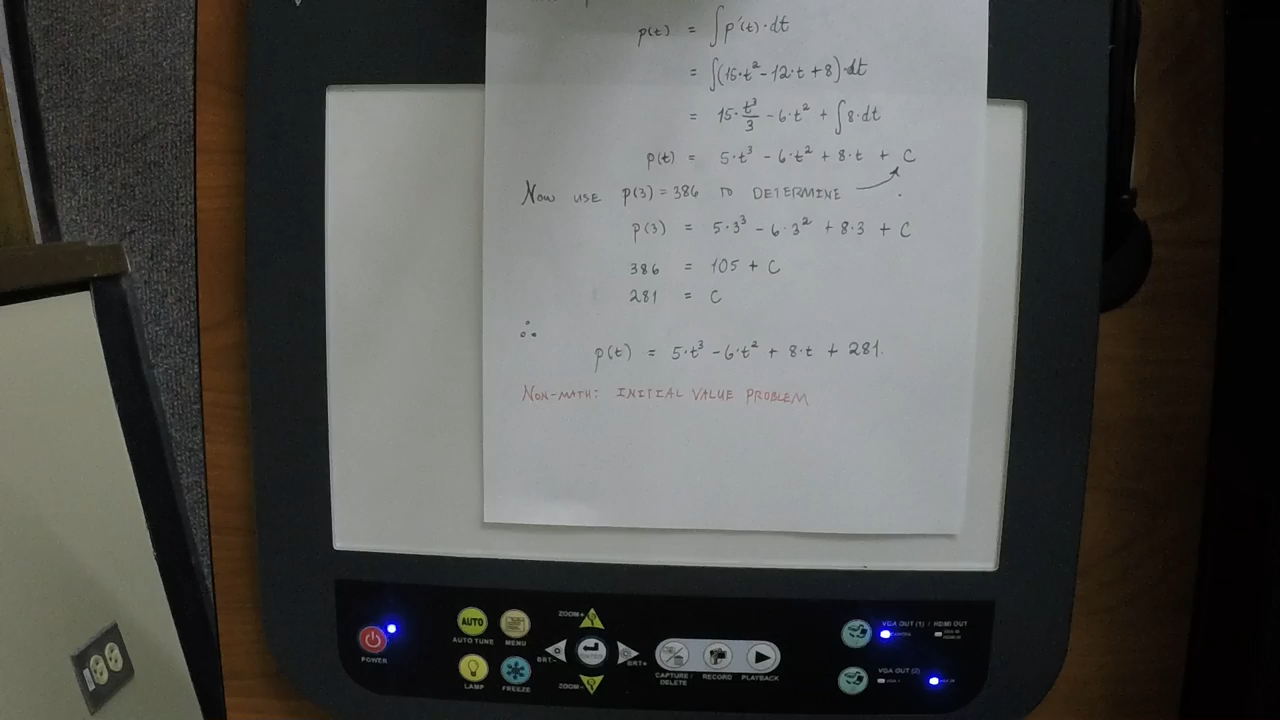 p(t) = ∫p'(t)·dt
= ∫(15·t² - 12·t + 8)·dt
= 15·t³/3 - 6·t² + ∫8·dt
p(t) = 5·t³ - 6·t² + 8·t + C
NOW USE p(3) = 386 TO DETERMINE
p(3) = 5·3³ - 6·3² + 8·3 + C
386 = 105 + C
281 = C
∴
p(t) = 5·t³ - 6·t² + 8·t + 281.
NON-MATH: INITIAL VALUE PROBLEM
POWER
AUTO
AUTO TUNE
MENU
LAMP
FREEZE
ZOOM+
BRT-
BRT+
ZOOM-
CAPTURE / DELETE
RECORD
PLAYBACK
VGA OUT (1) / HDMI OUT
VGA OUT (2)